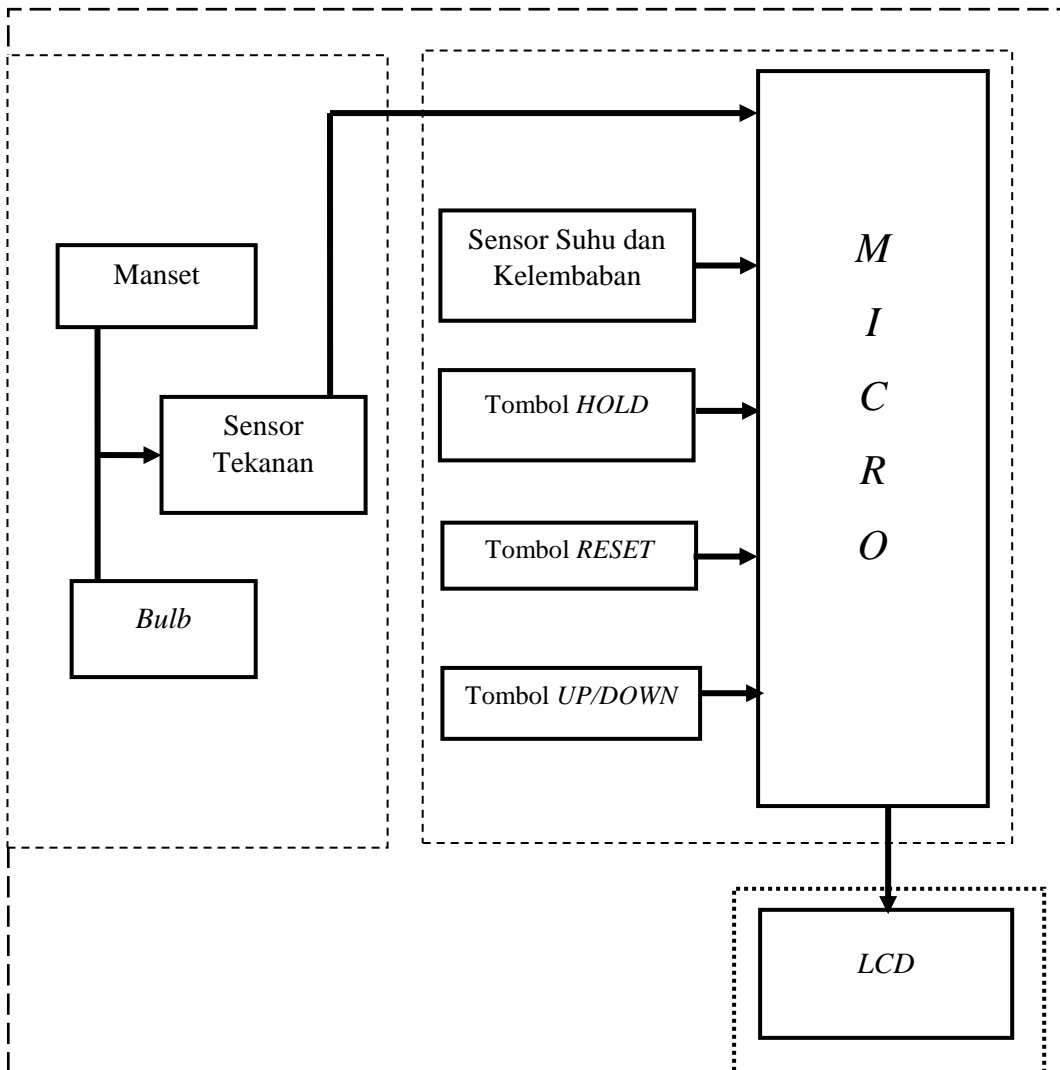 Manset
Sensor
Tekanan
Bulb
Sensor Suhu dan
Kelembaban
Tombol HOLD
Tombol RESET
Tombol UP/DOWN
M
I
C
R
O
LCD